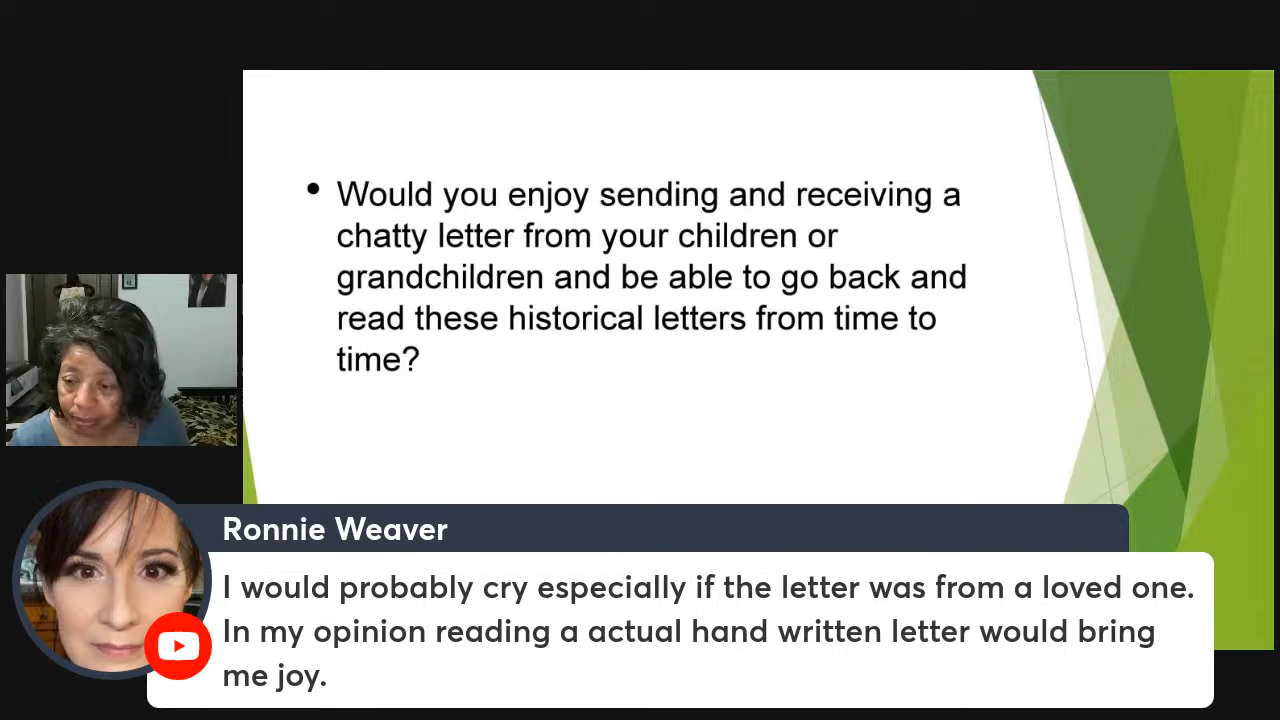 • Would you enjoy sending and receiving a
chatty letter from your children or
grandchildren and be able to go back and
read these historical letters from time to
time?
Ronnie Weaver
I would probably cry especially if the letter was from a loved one.
In my opinion reading a actual hand written letter would bring
me joy.